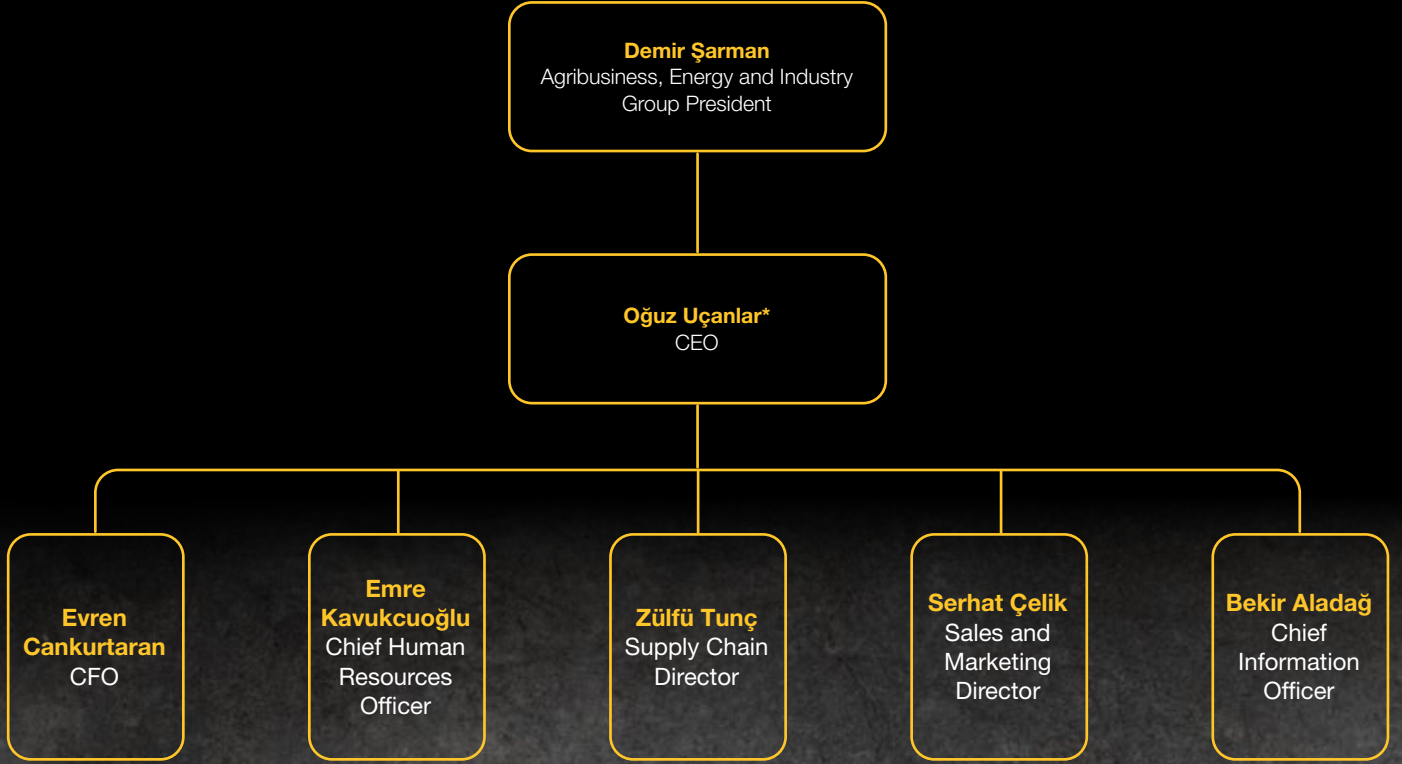 Demir Şarman
Agribusiness, Energy and Industry
Group President
Oğuz Uçanlar*
CEO
Evren
Cankurtaran
CFO
Emre
Kavukcuoğlu
Chief Human
Resources
Officer
Zülfü Tunç
Supply Chain
Director
Serhat Çelik
Sales and
Marketing
Director
Bekir Aladağ
Chief
Information
Officer